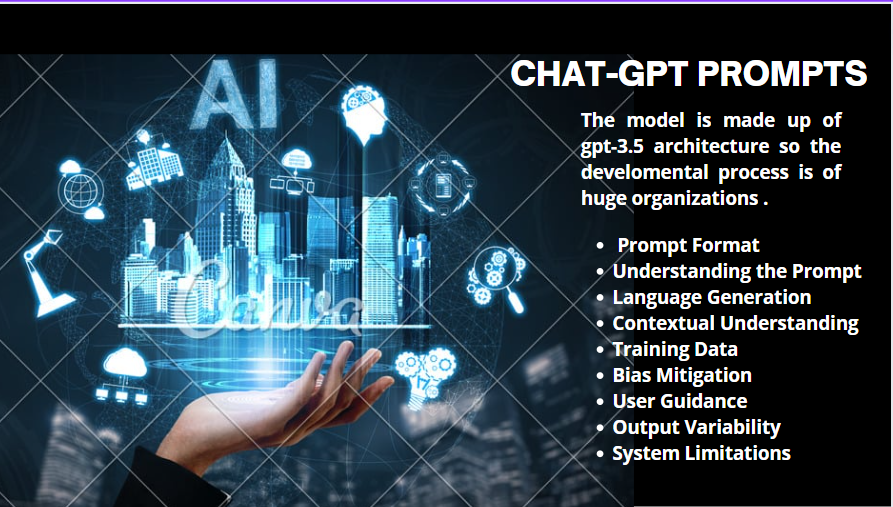 AI
CHAT-GPT PROMPTS
The model is made up of
gpt-3.5 architecture so the
develomental process is of
huge organizations .
Prompt Format
Understanding the Prompt
Language Generation
Contextual Understanding
Training Data
Bias Mitigation
User Guidance
Output Variability
System Limitations
Canva